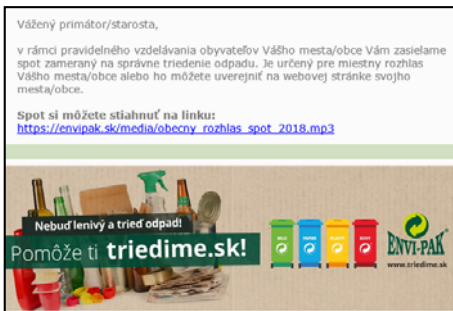 Vážený primátor/starosta,
v rámci pravidelného vzdelávania obyvateľov Vášho mesta/obce Vám zasielame
spot zameraný na správne triedenie odpadu. Je určený pre miestny rozhlas
Vášho mesta/obce alebo ho môžete uverejniť na webovej stránke svojho
mesta/obce.
Spot si môžete stiahnuť na linku:
https://envipak.sk/media/obecny_rozhlas_spot_2018.mp3
Nebuď lenivý a trieď odpad!
Pomôže ti triedime.sk!
ENVI-PAK
www.triedime.sk